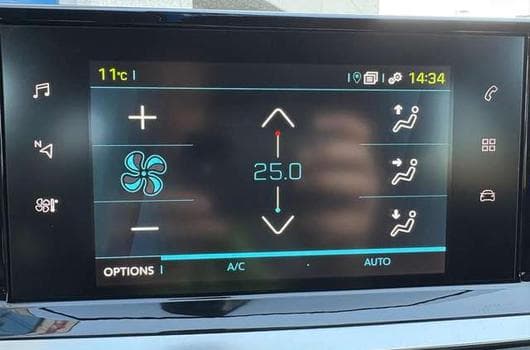 11°C
14:34
N
25.0
OPTIONS
A/C
AUTO